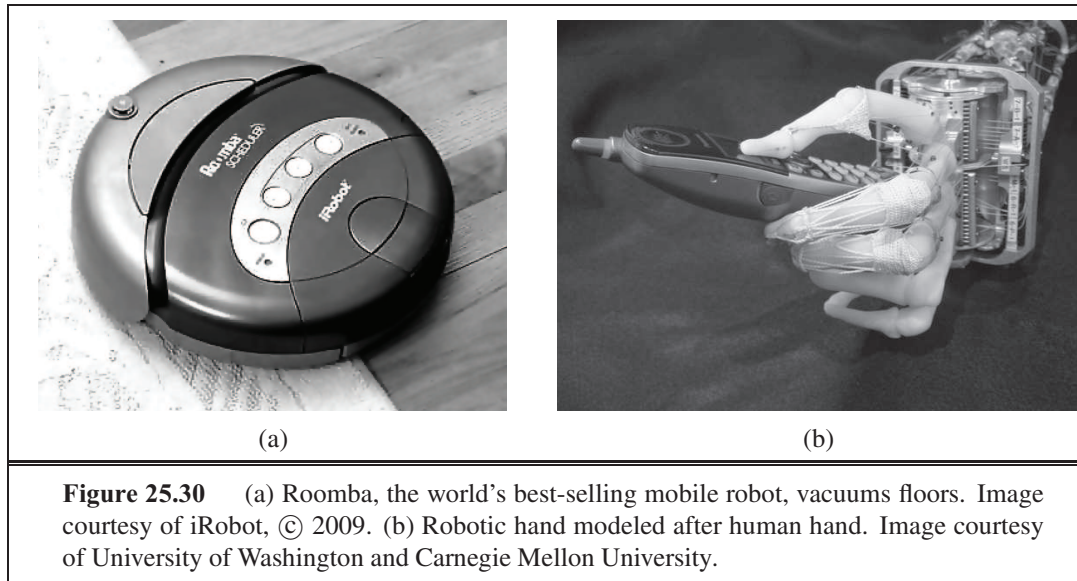 Roomba
SCHEDULER
iRobot
(a)
(b)
Figure 25.30 (a) Roomba, the world's best-selling mobile robot, vacuums floors. Image
courtesy of iRobot, © 2009. (b) Robotic hand modeled after human hand. Image courtesy
of University of Washington and Carnegie Mellon University.